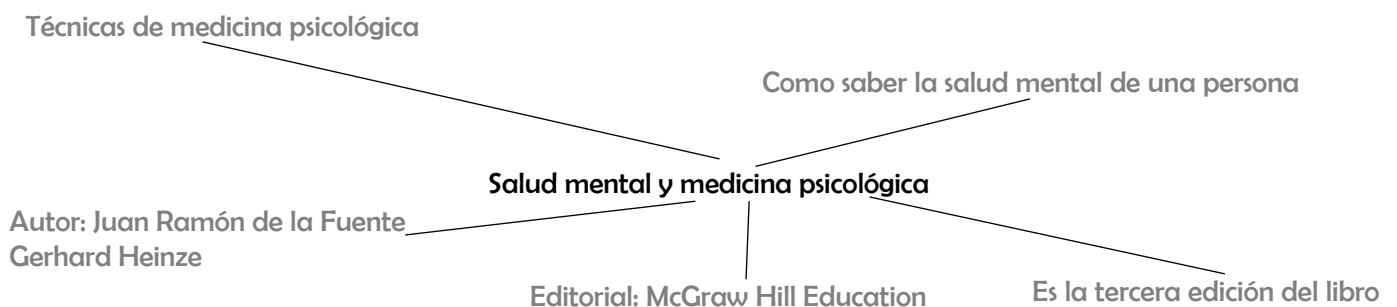 Técnicas de medicina psicológica
Como saber la salud mental de una persona
Salud mental y medicina psicológica
Autor: Juan Ramón de la Fuente
Gerhard Heinze
Editorial: McGraw Hill Education
Es la tercera edición del libro